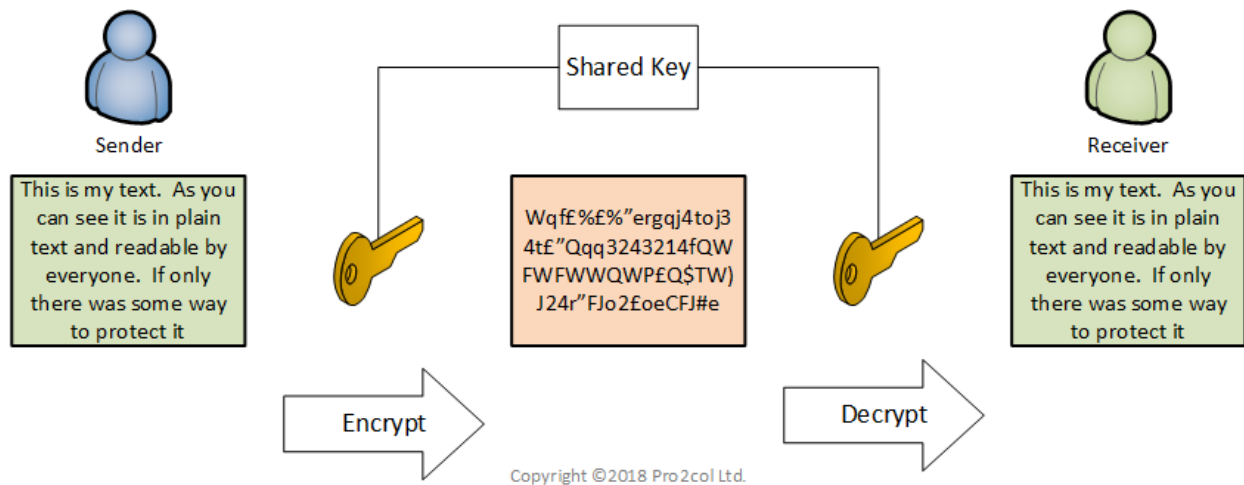 Shared Key
Sender
Receiver
This is my text.  As you
can see it is in plain
text and readable by
everyone.  If only
there was some way
to protect it
Wqf£%£%”ergqj4toj3
4t£”Qqq3243214fQW
FWFWWQWP£Q$TW)
J24r”FJo2£oeCFJ#e
This is my text.  As you
can see it is in plain
text and readable by
everyone.  If only
there was some way
to protect it
Encrypt
Decrypt
Copyright ©2018 Pro2col Ltd.